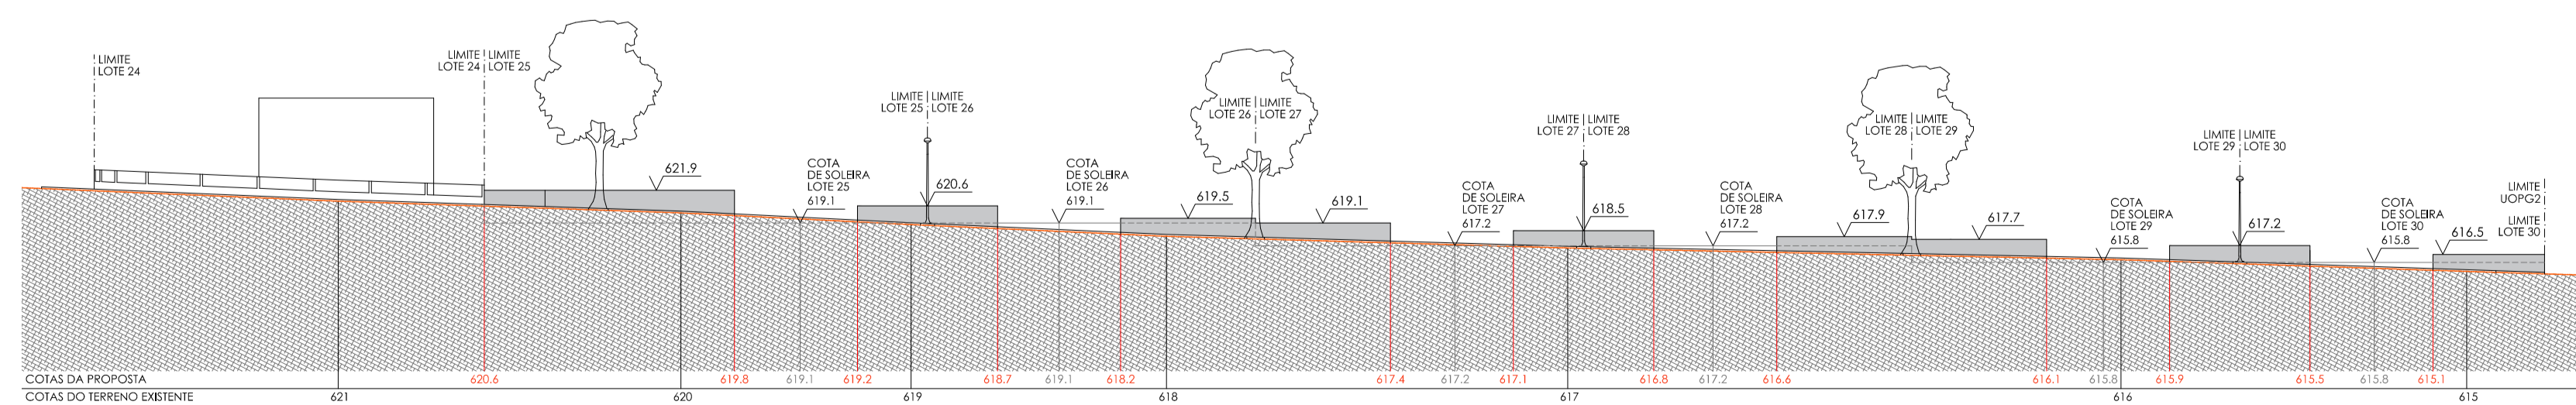 LIMITE
LOTE 24
LIMITE | LIMITE
LOTE 24 | LOTE 25
621.9
COTA
DE SOLEIRA
LOTE 25
619.1
LIMITE | LIMITE
LOTE 25 | LOTE 26
620.6
COTA
DE SOLEIRA
LOTE 26
619.1
LIMITE | LIMITE
LOTE 26 | LOTE 27
619.5
619.1
COTA
DE SOLEIRA
LOTE 27
617.2
LIMITE | LIMITE
LOTE 27 | LOTE 28
618.5
COTA
DE SOLEIRA
LOTE 28
617.2
LIMITE | LIMITE
LOTE 28 | LOTE 29
617.9
617.7
COTA
DE SOLEIRA
LOTE 29
615.8
LIMITE | LIMITE
LOTE 29 | LOTE 30
617.2
COTA
DE SOLEIRA
LOTE 30
615.8
616.5
LIMITE
UOPG2
LIMITE
LOTE 30
COTAS DA PROPOSTA 620.6 619.8 619.1 619.2 618.7 619.1 618.2 617.4 617.2 617.1 616.8 617.2 616.6 616.1 615.8 615.9 615.5 615.8 615.1
COTAS DO TERRENO EXISTENTE 621 620 619 618 617 616 615